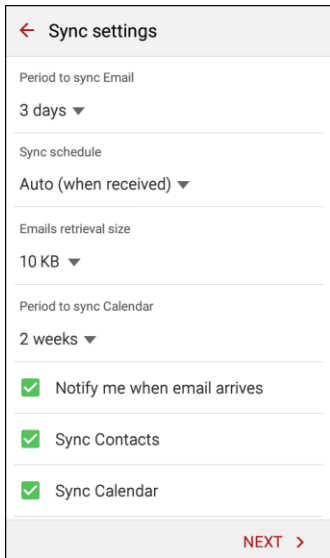 Sync settings
Period to sync Email
3 days
Sync schedule
Auto (when received)
Emails retrieval size
10 KB
Period to sync Calendar
2 weeks
Notify me when email arrives
Sync Contacts
Sync Calendar
NEXT